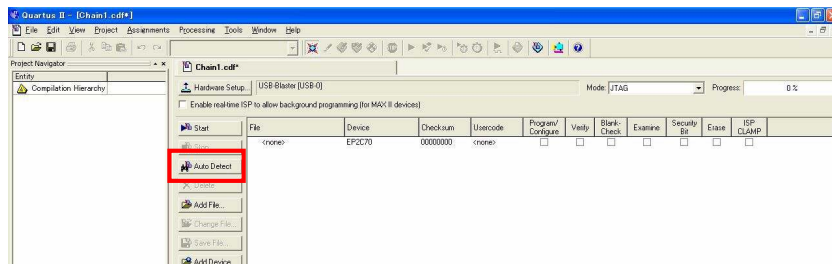 Quartus II - [Chain1.cdf*]
File Edit View Project Assignments Processing Tools Window Help
Project Navigator
Entity
Compilation Hierarchy
Chain1.cdf*
Hardware Setup... USB-Blaster [USB-0] Mode: JTAG Progress: 0 %
Enable real-time ISP to allow background programming (for MAX II devices)
Start File Device Checksum Usercode Program/ Configure Verify Blank- Check Examine Security Bit Erase ISP CLAMP
<none> EP2C70 00000000 <none>
Stop
Auto Detect
Delete
Add File...
Change File...
Save File...
Add Device